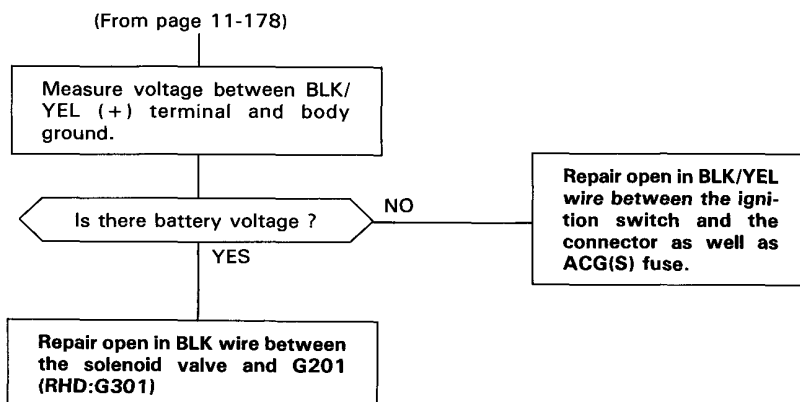 (From page 11-178)
Measure voltage between BLK/
YEL (+) terminal and body
ground.
Is there battery voltage ?
NO
YES
Repair open in BLK/YEL
wire between the igni-
tion switch and the
connector as well as
ACG(S) fuse.
Repair open in BLK wire between
the solenoid valve and G201
(RHD:G301)